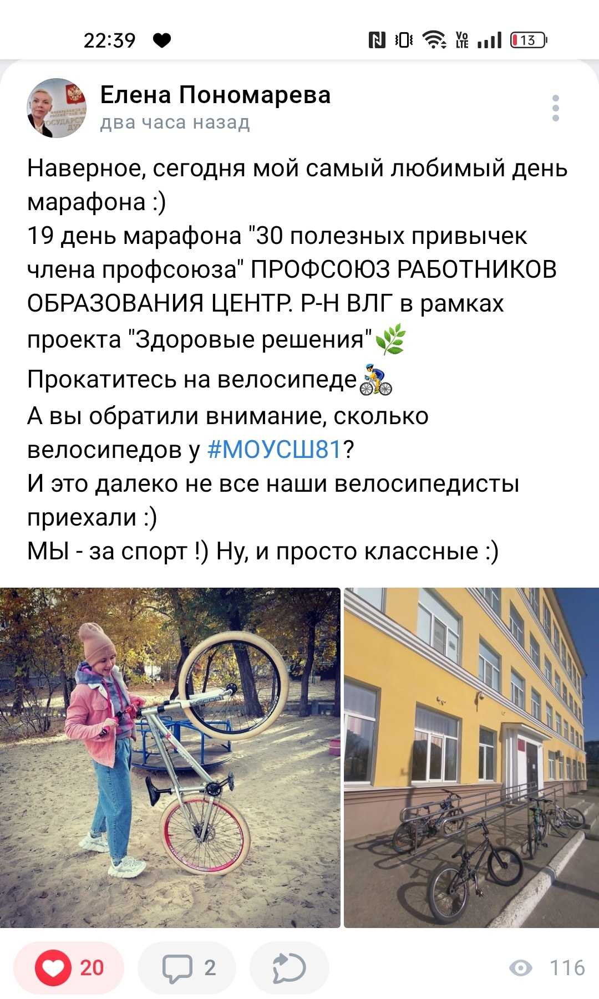 22:39
VoLTE
13
Елена Пономарева
два часа назад
Наверное, сегодня мой самый любимый день
марафона :)
19 день марафона "30 полезных привычек
члена профсоюза" ПРОФСОЮЗ РАБОТНИКОВ
ОБРАЗОВАНИЯ ЦЕНТР. Р-Н ВЛГ в рамках
проекта "Здоровые решения"🌿
Прокатитесь на велосипеде🚴
А вы обратили внимание, сколько
велосипедов у #МОУСШ81?
И это далеко не все наши велосипедисты
приехали :)
МЫ - за спорт !) Ну, и просто классные :)
20
2
116